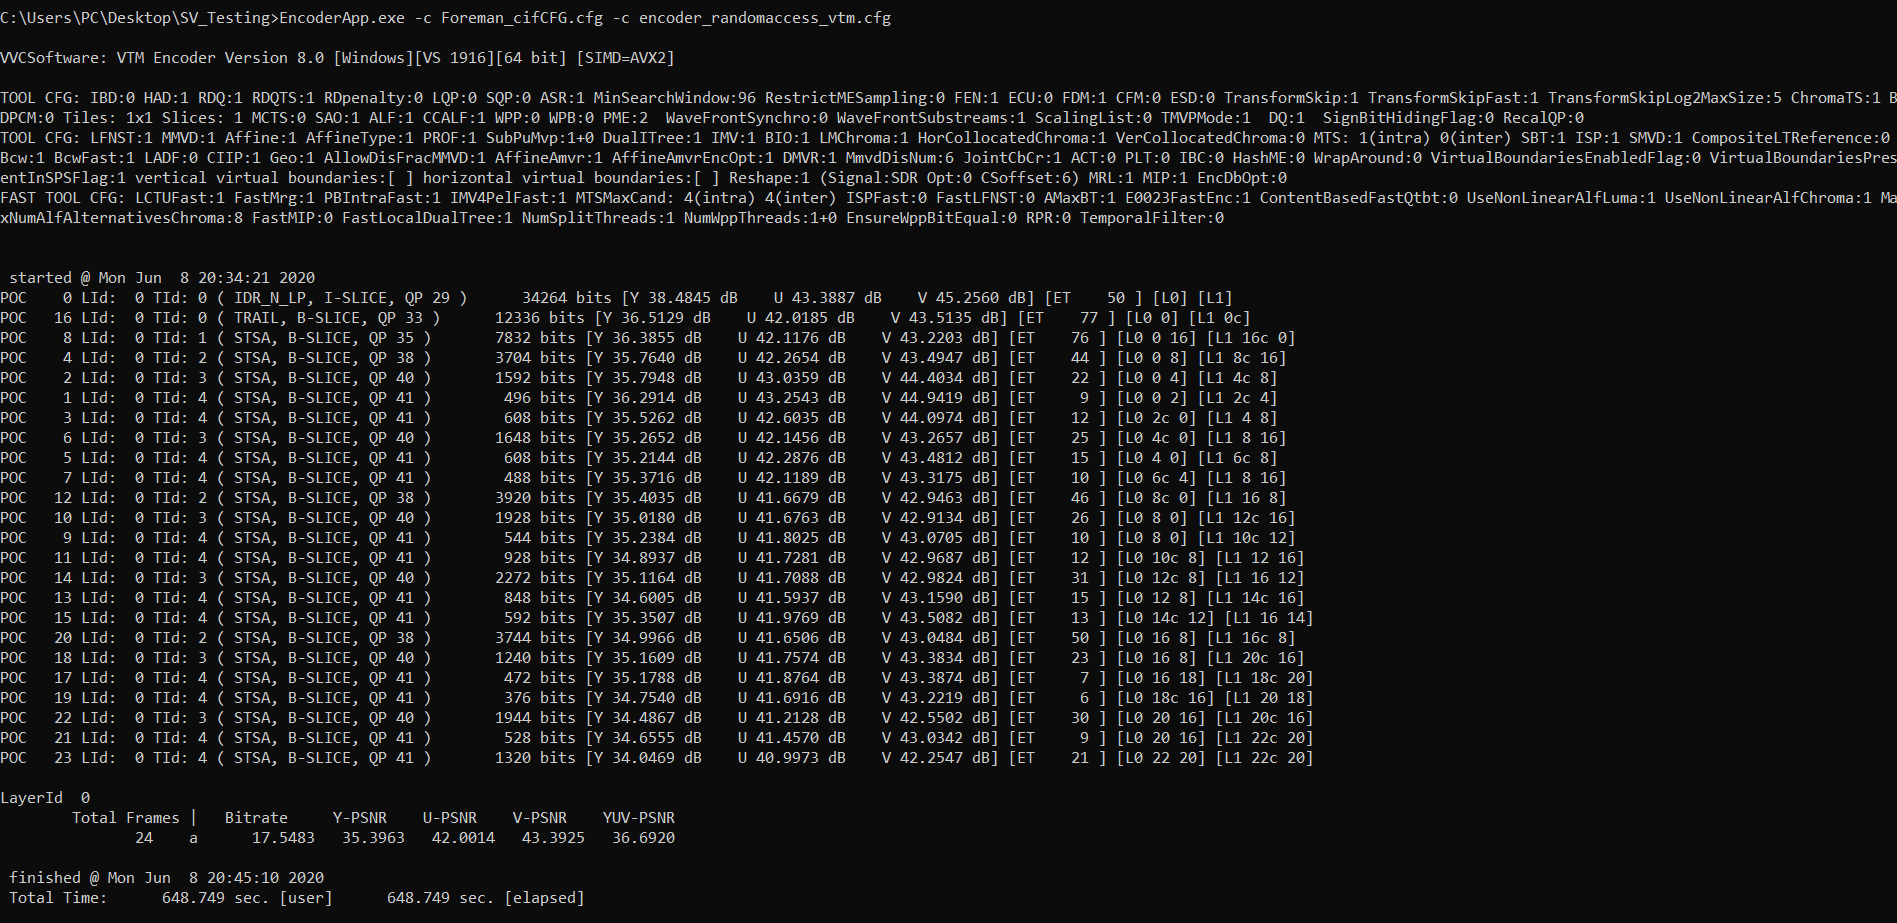 C:\Users\PC\Desktop\SV_Testing>EncoderApp.exe -c Foreman_cifCFG.cfg -c encoder_randomaccess_vtm.cfg
VVCSoftware: VTM Encoder Version 8.0 [Windows][VS 1916][64 bit] [SIMD=AVX2]
TOOL CFG: IBD:0 HAD:1 RDQ:1 RDQTS:1 RDpenalty:0 LQP:0 SQP:0 ASR:1 MinSearchWindow:96 RestrictMESampling:0 FEN:1 ECU:0 FDM:1 CFM:0 ESD:0 TransformSkip:1 TransformSkipFast:1 TransformSkipLog2MaxSize:5 ChromaTS:1 B
DPCM:0 Tiles: 1x1 Slices: 1 MCTS:0 SAO:1 ALF:1 CCALF:1 WPP:0 WPB:0 PME:2  WaveFrontSynchro:0 WaveFrontSubstreams:1 ScalingList:0 TMVPMode:1  DQ:1  SignBitHidingFlag:0 RecalQP:0
TOOL CFG: LFNST:1 MMVD:1 Affine:1 AffineType:1 PROF:1 SubPuMvp:1+0 DualITree:1 IMV:1 BIO:1 LMChroma:1 HorCollocatedChroma:1 VerCollocatedChroma:0 MTS: 1(intra) 0(inter) SBT:1 ISP:1 SMVD:1 CompositeLTReference:0
Bcw:1 BcwFast:1 LADF:0 CIIP:1 Geo:1 AllowDisFracMMVD:1 AffineAmvr:1 AffineAmvrEncOpt:1 DMVR:1 MmvdDisNum:6 JointCbCr:1 ACT:0 PLT:0 IBC:0 HashME:0 WrapAround:0 VirtualBoundariesEnabledFlag:0 VirtualBoundariesPres
entInSPSFlag:1 vertical virtual boundaries:[ ] horizontal virtual boundaries:[ ] Reshape:1 (Signal:SDR Opt:0 CSoffset:6) MRL:1 MIP:1 EncDbOpt:0
FAST TOOL CFG: LCTUFast:1 FastMrg:1 PBIntraFast:1 IMV4PelFast:1 MTSMaxCand: 4(intra) 4(inter) ISPFast:0 FastLFNST:0 AMaxBT:1 E0023FastEnc:1 ContentBasedFastQtbt:0 UseNonLinearAlfLuma:1 UseNonLinearAlfChroma:1 Ma
xNumAlfAlternativesChroma:8 FastMIP:0 FastLocalDualTree:1 NumSplitThreads:1 NumWppThreads:1+0 EnsureWppBitEqual:0 RPR:0 TemporalFilter:0
started @ Mon Jun  8 20:34:21 2020
POC    0 LId:  0 TId: 0 ( IDR_N_LP, I-SLICE, QP 29 )      34264 bits [Y 38.4845 dB    U 43.3887 dB    V 45.2560 dB] [ET    50 ] [L0] [L1]
POC   16 LId:  0 TId: 0 ( TRAIL, B-SLICE, QP 33 )      12336 bits [Y 36.5129 dB    U 42.0185 dB    V 43.5135 dB] [ET    77 ] [L0 0] [L1 0c]
POC    8 LId:  0 TId: 1 ( STSA, B-SLICE, QP 35 )       7832 bits [Y 36.3855 dB    U 42.1176 dB    V 43.2203 dB] [ET    76 ] [L0 0 16] [L1 16c 0]
POC    4 LId:  0 TId: 2 ( STSA, B-SLICE, QP 38 )       3704 bits [Y 35.7640 dB    U 42.2654 dB    V 43.4947 dB] [ET    44 ] [L0 0 8] [L1 8c 16]
POC    2 LId:  0 TId: 3 ( STSA, B-SLICE, QP 40 )       1592 bits [Y 35.7948 dB    U 43.0359 dB    V 44.4034 dB] [ET    22 ] [L0 0 4] [L1 4c 8]
POC    1 LId:  0 TId: 4 ( STSA, B-SLICE, QP 41 )        496 bits [Y 36.2914 dB    U 43.2543 dB    V 44.9419 dB] [ET     9 ] [L0 0 2] [L1 2c 4]
POC    3 LId:  0 TId: 4 ( STSA, B-SLICE, QP 41 )        608 bits [Y 35.5262 dB    U 42.6035 dB    V 44.0974 dB] [ET    12 ] [L0 2c 0] [L1 4 8]
POC    6 LId:  0 TId: 3 ( STSA, B-SLICE, QP 40 )       1648 bits [Y 35.2652 dB    U 42.1456 dB    V 43.2657 dB] [ET    25 ] [L0 4c 0] [L1 8 16]
POC    5 LId:  0 TId: 4 ( STSA, B-SLICE, QP 41 )        608 bits [Y 35.2144 dB    U 42.2876 dB    V 43.4812 dB] [ET    15 ] [L0 4 0] [L1 6c 8]
POC    7 LId:  0 TId: 4 ( STSA, B-SLICE, QP 41 )        488 bits [Y 35.3716 dB    U 42.1189 dB    V 43.3175 dB] [ET    10 ] [L0 6c 4] [L1 8 16]
POC   12 LId:  0 TId: 2 ( STSA, B-SLICE, QP 38 )       3920 bits [Y 35.4035 dB    U 41.6679 dB    V 42.9463 dB] [ET    46 ] [L0 8c 0] [L1 16 8]
POC   10 LId:  0 TId: 3 ( STSA, B-SLICE, QP 40 )       1928 bits [Y 35.0180 dB    U 41.6763 dB    V 42.9134 dB] [ET    26 ] [L0 8 0] [L1 12c 16]
POC    9 LId:  0 TId: 4 ( STSA, B-SLICE, QP 41 )        544 bits [Y 35.2384 dB    U 41.8025 dB    V 43.0705 dB] [ET    10 ] [L0 8 0] [L1 10c 12]
POC   11 LId:  0 TId: 4 ( STSA, B-SLICE, QP 41 )        928 bits [Y 34.8937 dB    U 41.7281 dB    V 42.9687 dB] [ET    12 ] [L0 10c 8] [L1 12 16]
POC   14 LId:  0 TId: 3 ( STSA, B-SLICE, QP 40 )       2272 bits [Y 35.1164 dB    U 41.7088 dB    V 42.9824 dB] [ET    31 ] [L0 12c 8] [L1 16 12]
POC   13 LId:  0 TId: 4 ( STSA, B-SLICE, QP 41 )        848 bits [Y 34.6005 dB    U 41.5937 dB    V 43.1590 dB] [ET    15 ] [L0 12 8] [L1 14c 16]
POC   15 LId:  0 TId: 4 ( STSA, B-SLICE, QP 41 )        592 bits [Y 35.3507 dB    U 41.9769 dB    V 43.5082 dB] [ET    13 ] [L0 14c 12] [L1 16 14]
POC   20 LId:  0 TId: 2 ( STSA, B-SLICE, QP 38 )       3744 bits [Y 34.9966 dB    U 41.6506 dB    V 43.0484 dB] [ET    50 ] [L0 16 8] [L1 16c 8]
POC   18 LId:  0 TId: 3 ( STSA, B-SLICE, QP 40 )       1240 bits [Y 35.1609 dB    U 41.7574 dB    V 43.3834 dB] [ET    23 ] [L0 16 8] [L1 20c 16]
POC   17 LId:  0 TId: 4 ( STSA, B-SLICE, QP 41 )        472 bits [Y 35.1788 dB    U 41.8764 dB    V 43.3874 dB] [ET     7 ] [L0 16 18] [L1 18c 20]
POC   19 LId:  0 TId: 4 ( STSA, B-SLICE, QP 41 )        376 bits [Y 34.7540 dB    U 41.6916 dB    V 43.2219 dB] [ET     6 ] [L0 18c 16] [L1 20 18]
POC   22 LId:  0 TId: 3 ( STSA, B-SLICE, QP 40 )       1944 bits [Y 34.4867 dB    U 41.2128 dB    V 42.5502 dB] [ET    30 ] [L0 20 16] [L1 20c 16]
POC   21 LId:  0 TId: 4 ( STSA, B-SLICE, QP 41 )        528 bits [Y 34.6555 dB    U 41.4570 dB    V 43.0342 dB] [ET     9 ] [L0 20 16] [L1 22c 20]
POC   23 LId:  0 TId: 4 ( STSA, B-SLICE, QP 41 )       1320 bits [Y 34.0469 dB    U 40.9973 dB    V 42.2547 dB] [ET    21 ] [L0 22 20] [L1 22c 20]
LayerId  0
Total Frames |   Bitrate     Y-PSNR    U-PSNR    V-PSNR    YUV-PSNR
24    a      17.5483   35.3963   42.0014   43.3925   36.6920
finished @ Mon Jun  8 20:45:10 2020
Total Time:      648.749 sec. [user]      648.749 sec. [elapsed]